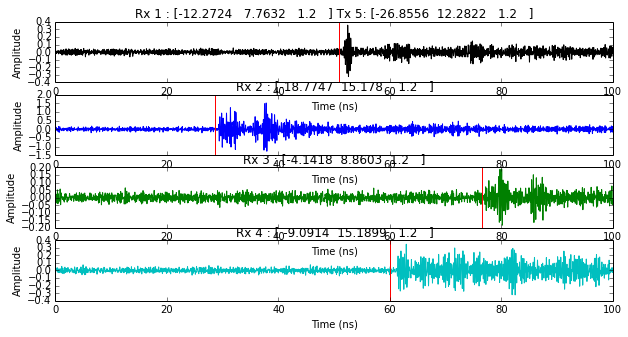 Rx 1 : [-12.2724 7.7632 1.2 ] Tx 5: [-26.8556 12.2822 1.2 ]
Amplitude
0.4
0.3
0.2
0.1
0.0
−0.1
−0.2
−0.3
−0.4
0 20 40 60 80 100
Time (ns)
Rx 2 : [-18.7747 15.178 1.2 ]
Amplitude
2.0
1.5
1.0
0.5
0.0
−0.5
−1.0
−1.5
0 20 40 60 80 100
Time (ns)
Rx 3 : [-4.1418 8.8603 1.2 ]
Amplitude
0.20
0.15
0.10
0.05
0.00
−0.05
−0.10
−0.15
−0.20
0 20 40 60 80 100
Time (ns)
Rx 4 : [ -9.0914 15.1899 1.2 ]
Amplitude
0.4
0.3
0.2
0.1
0.0
−0.1
−0.2
−0.3
−0.4
0 20 40 60 80 100
Time (ns)